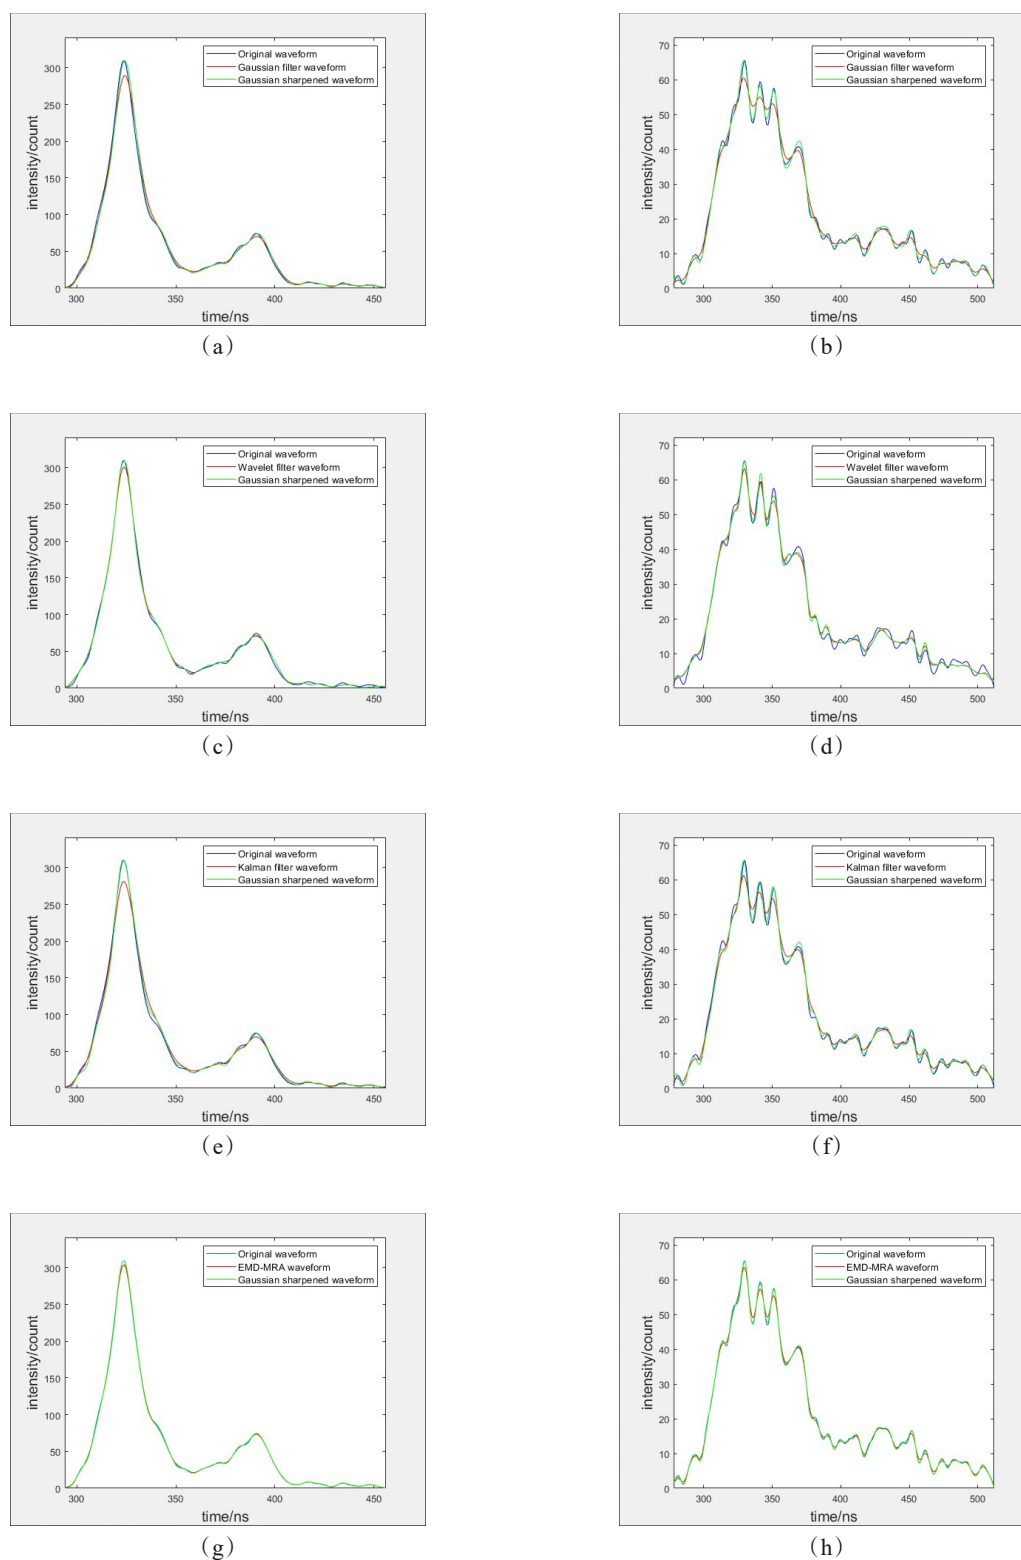 Original waveform
Gaussian filter waveform
Gaussian sharpened waveform
300
250
200
150
100
50
0
intensity/count
300 350 400 450
time/ns
(a)
Original waveform
Gaussian filter waveform
Gaussian sharpened waveform
70
60
50
40
30
20
10
0
intensity/count
300 350 400 450 500
time/ns
(b)
Original waveform
Wavelet filter waveform
Gaussian sharpened waveform
300
250
200
150
100
50
0
intensity/count
300 350 400 450
time/ns
(c)
Original waveform
Wavelet filter waveform
Gaussian sharpened waveform
70
60
50
40
30
20
10
0
intensity/count
300 350 400 450 500
time/ns
(d)
Original waveform
Kalman filter waveform
Gaussian sharpened waveform
300
250
200
150
100
50
0
intensity/count
300 350 400 450
time/ns
(e)
Original waveform
Kalman filter waveform
Gaussian sharpened waveform
70
60
50
40
30
20
10
0
intensity/count
300 350 400 450 500
time/ns
(f)
Original waveform
EMD-MRA waveform
Gaussian sharpened waveform
300
250
200
150
100
50
0
intensity/count
300 350 400 450
time/ns
(g)
Original waveform
EMD-MRA waveform
Gaussian sharpened waveform
70
60
50
40
30
20
10
0
intensity/count
300 350 400 450 500
time/ns
(h)